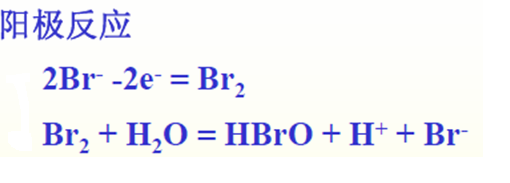 阳极反应
2Br⁻ -2e⁻ = Br₂
Br₂ + H₂O = HBrO + H⁺ + Br⁻